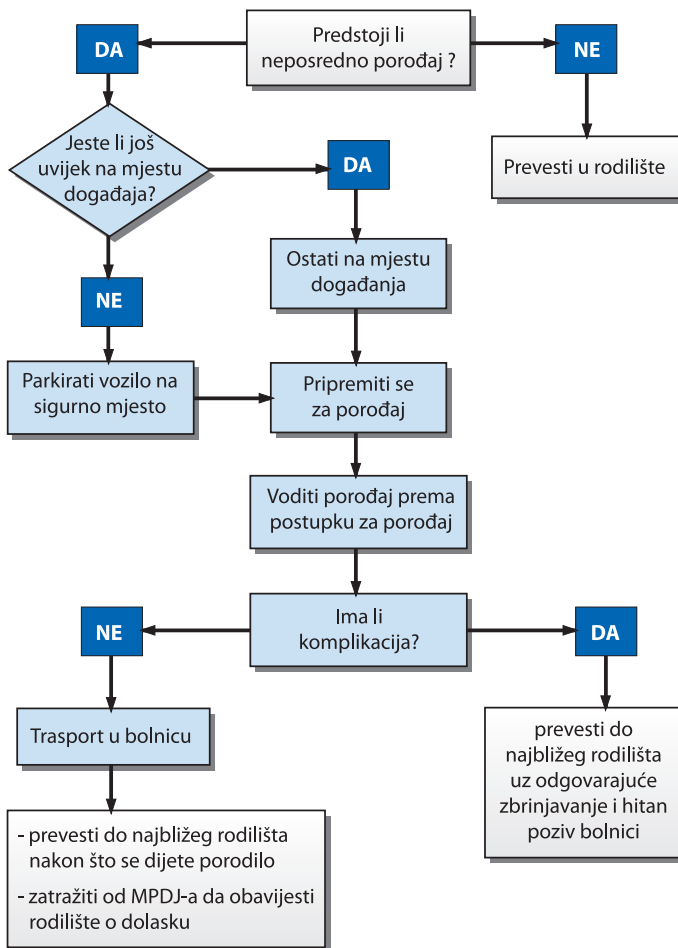 Predstoji li
neposredno porođaj ?
DA
NE
Jeste li još
uvijek na mjestu
događaja?
DA
Prevesti u rodilište
Ostati na mjestu
događanja
NE
Parkirati vozilo na
sigurno mjesto
Pripremiti se
za porođaj
Voditi porođaj prema
postupku za porođaj
Ima li
komplikacija?
NE
DA
Trasport u bolnicu
prevesti do
najbližeg rodilišta
uz odgovarajuće
zbrinjavanje i hitan
poziv bolnici
- prevesti do najbližeg rodilišta
nakon što se dijete porodilo
- zatražiti od MPDJ-a da obavijesti
rodilište o dolasku